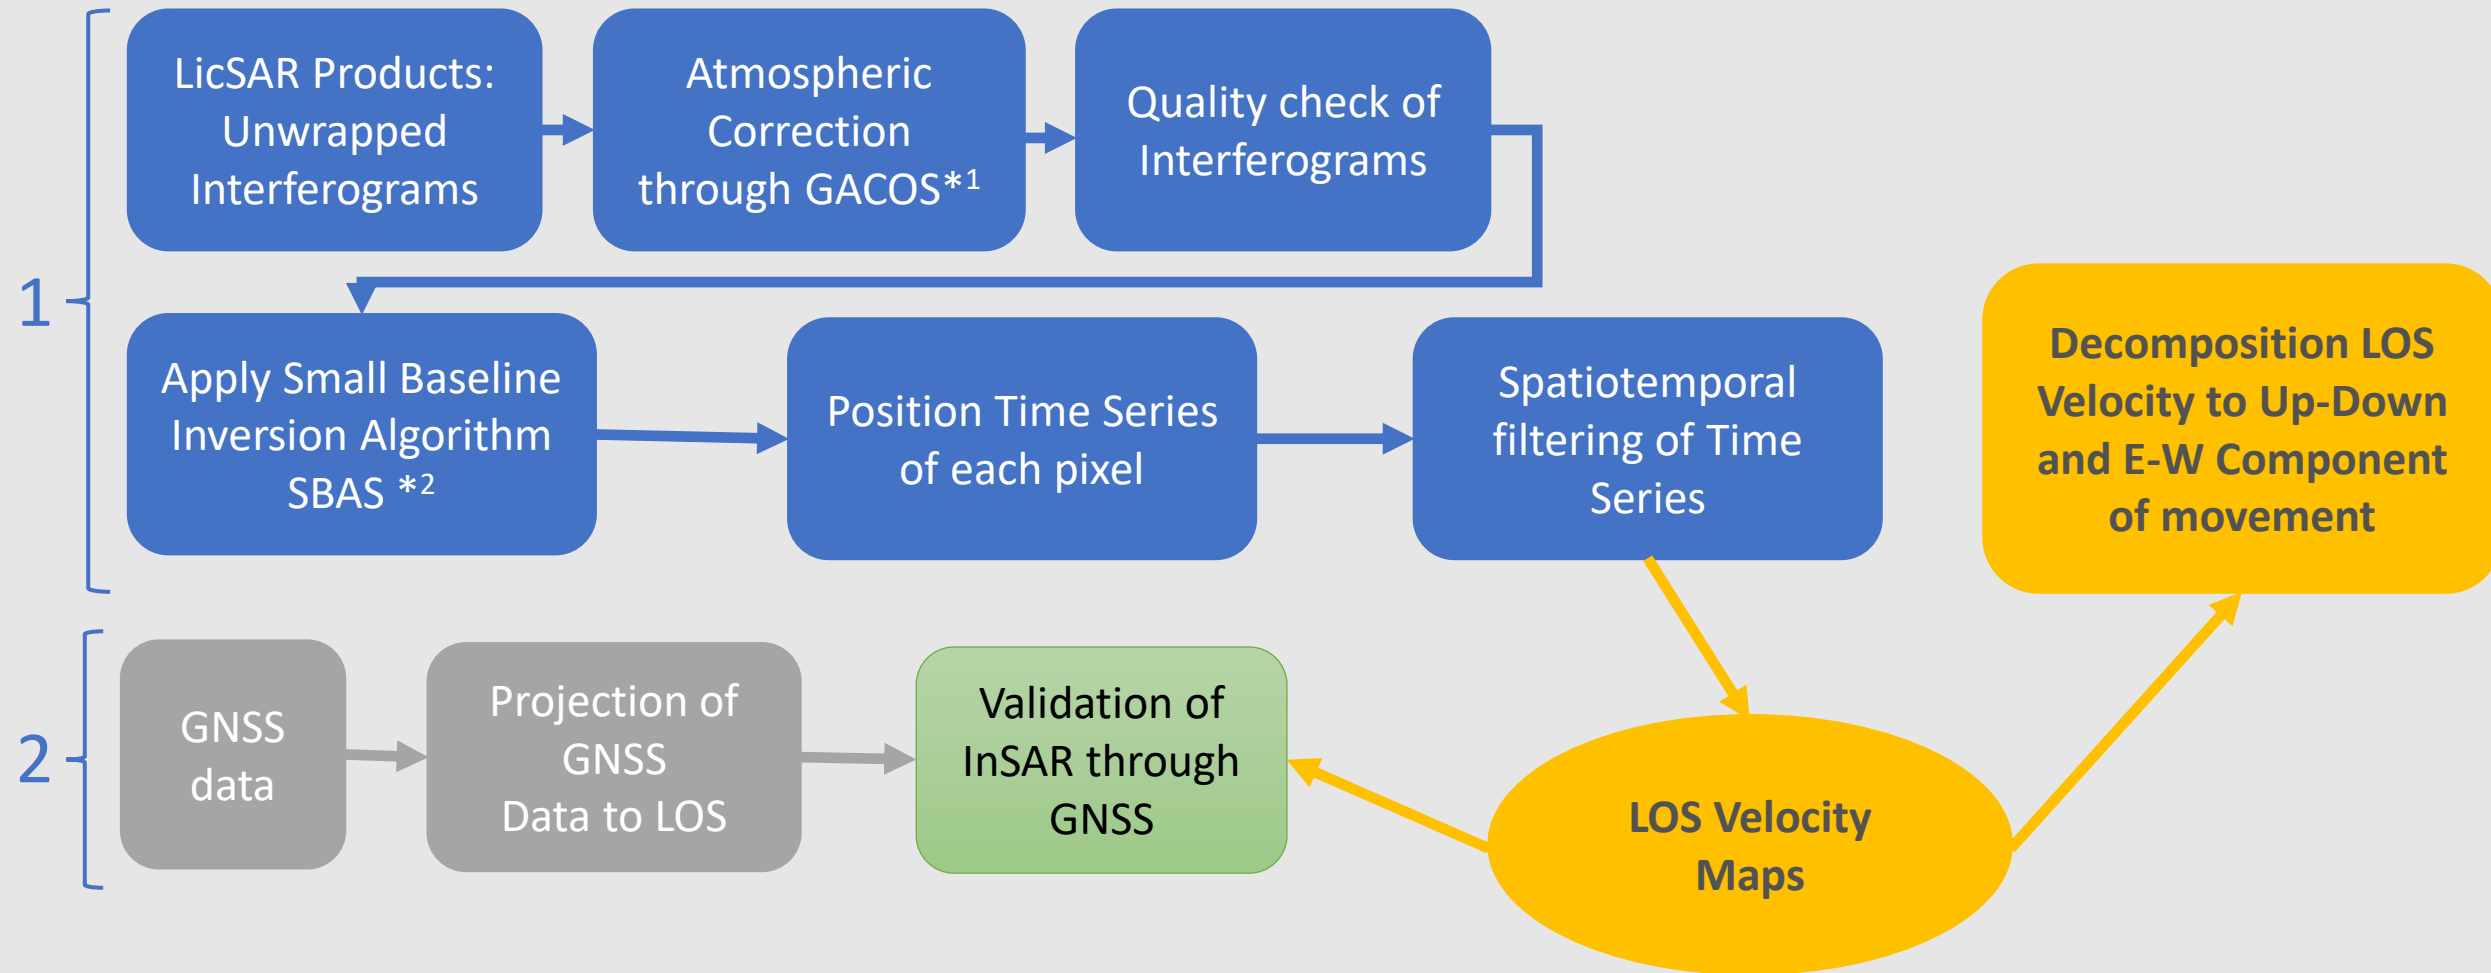 1
LicSAR Products:
Unwrapped
Interferograms
Atmospheric
Correction
through GACOS*1
Quality check of
Interferograms
Apply Small Baseline
Inversion Algorithm
SBAS *2
Position Time Series
of each pixel
Spatiotemporal
filtering of Time
Series
Decomposition LOS
Velocity to Up-Down
and E-W Component
of movement
2
GNSS
data
Projection of
GNSS
Data to LOS
Validation of
InSAR through
GNSS
LOS Velocity
Maps